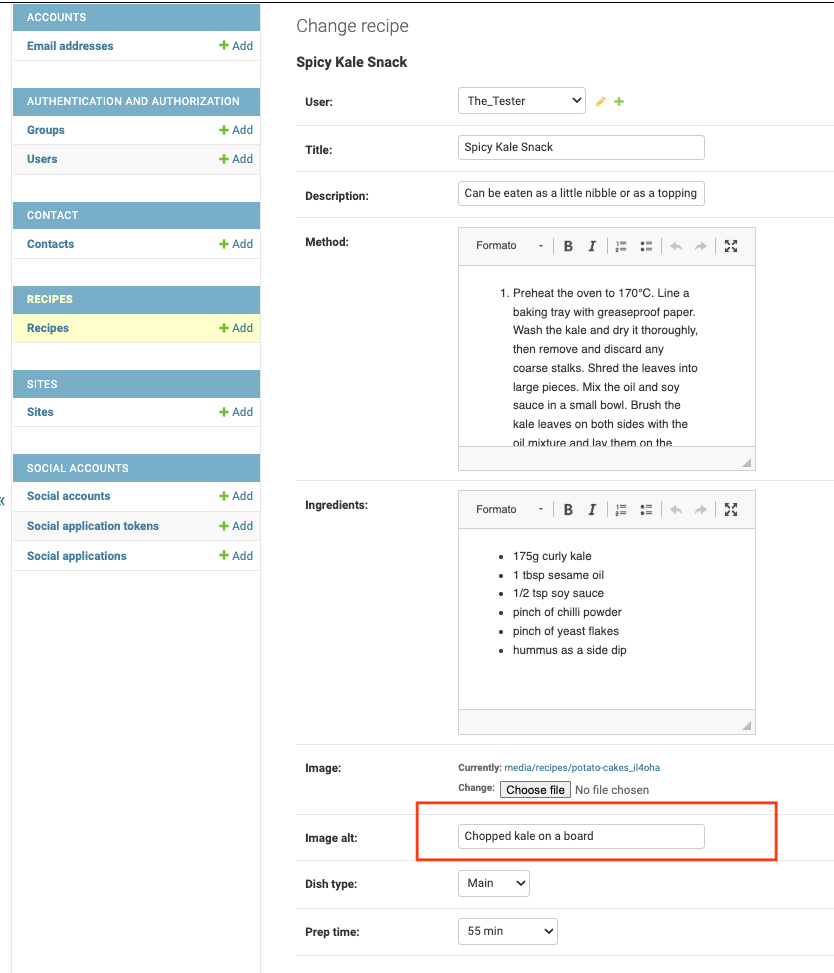 ACCOUNTS
Email addresses
Add
AUTHENTICATION AND AUTHORIZATION
Groups
Add
Users
Add
CONTACT
Contacts
Add
RECIPES
Recipes
Add
SITES
Sites
Add
SOCIAL ACCOUNTS
Social accounts
Add
Social application tokens
Add
Social applications
Add
«
Change recipe
Spicy Kale Snack
User:
The_Tester
Title:
Spicy Kale Snack
Description:
Can be eaten as a little nibble or as a topping
Method:
Formato
B I
1. Preheat the oven to 170°C. Line a
baking tray with greaseproof paper.
Wash the kale and dry it thoroughly,
then remove and discard any
coarse stalks. Shred the leaves into
large pieces. Mix the oil and soy
sauce in a small bowl. Brush the
kale leaves on both sides with the
oil mixture and lay them on the
Ingredients:
Formato
B I
• 175g curly kale
• 1 tbsp sesame oil
• 1/2 tsp soy sauce
• pinch of chilli powder
• pinch of yeast flakes
• hummus as a side dip
Image:
Currently: media/recipes/potato-cakes_il4oha
Change: Choose file No file chosen
Image alt:
Chopped kale on a board
Dish type:
Main
Prep time:
55 min